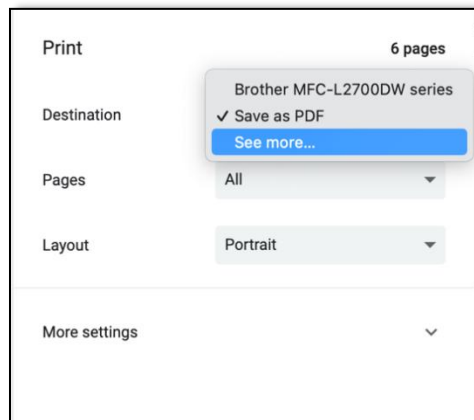 Print 6 pages
Brother MFC-L2700DW series
Destination ✓ Save as PDF
See more...
Pages All
Layout Portrait
More settings